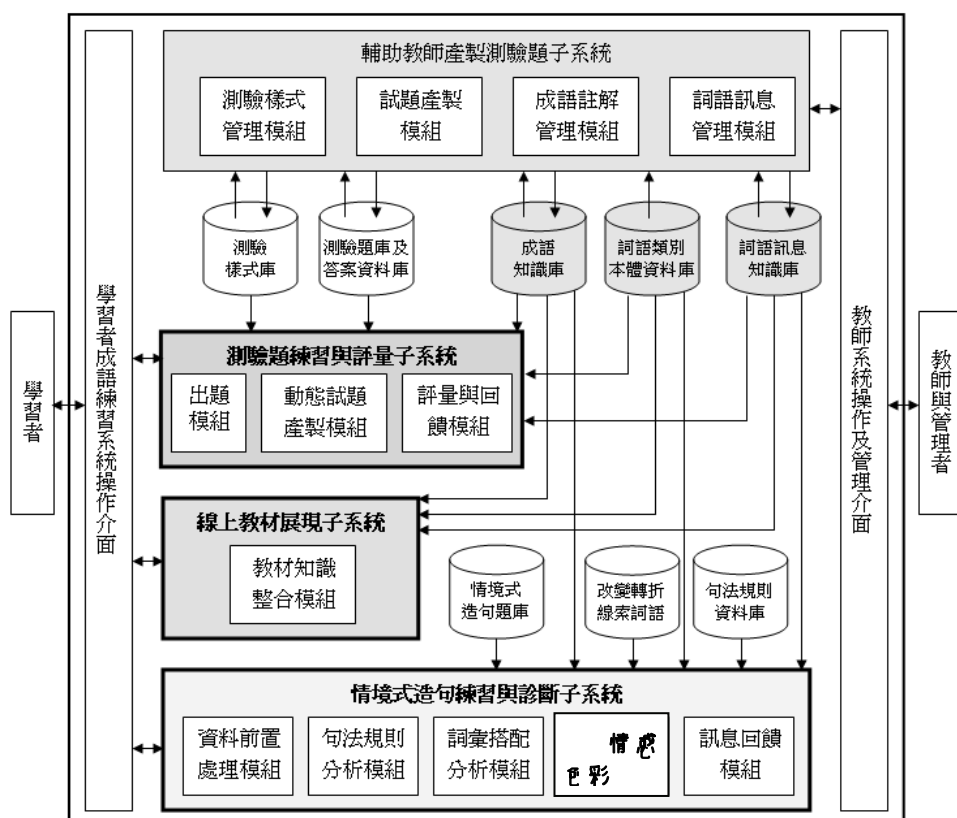 輔助教師產製測驗題子系統
測驗樣式
管理模組
試題產製
模組
成語註解
管理模組
詞語訊息
管理模組
測驗
樣式庫
測驗題庫及
答案資料庫
成語
知識庫
詞語類別
本體資料庫
詞語訊息
知識庫
學習者
學習者成語練習系統操作介面
測驗題練習與評量子系統
出題
模組
動態試題
產製模組
評量與回
饋模組
教師系統操作及管理介面
教師與管理者
線上教材展現子系統
教材知識
整合模組
情境式
造句題庫
改變轉折
線索詞語
句法規則
資料庫
情境式造句練習與診斷子系統
資料前置
處理模組
句法規則
分析模組
詞彙搭配
分析模組
情感
色彩
訊息回饋
模組